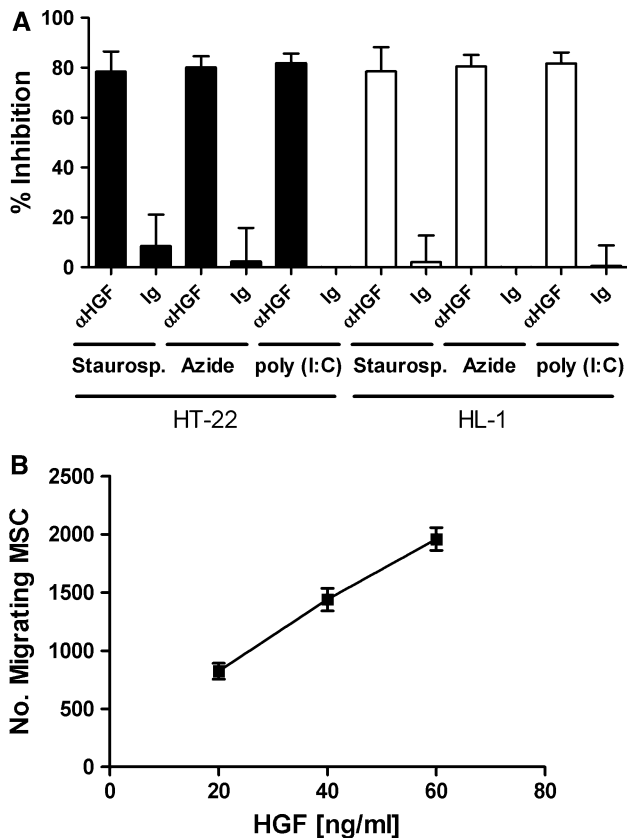 A
% Inhibition
100
80
60
40
20
0
αHGF Ig αHGF Ig αHGF Ig αHGF Ig αHGF Ig αHGF Ig
Staurosp. Azide poly (I:C) Staurosp. Azide poly (I:C)
HT-22 HL-1
B
No. Migrating MSC
2500
2000
1500
1000
500
0
0 20 40 60 80
HGF [ng/ml]